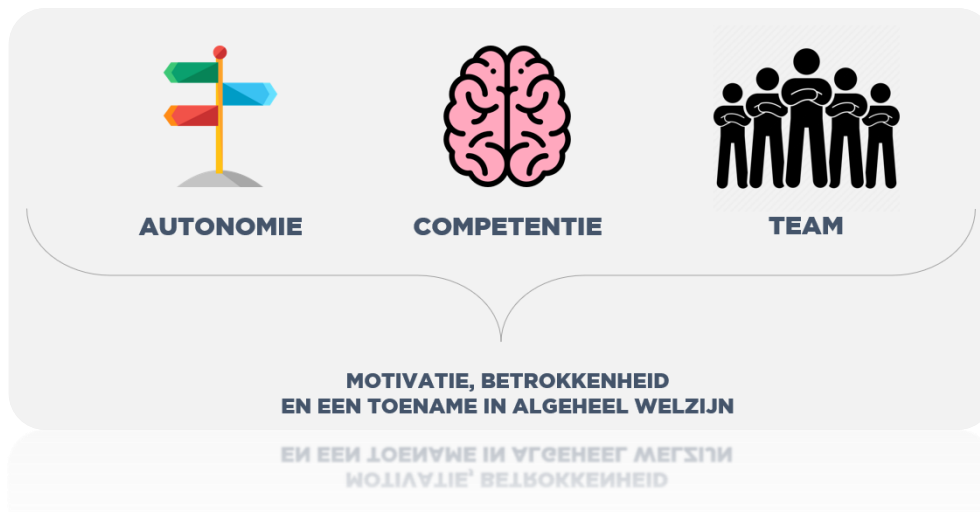 AUTONOMIE
COMPETENTIE
TEAM
MOTIVATIE, BETROKKENHEID
EN EEN TOENAME IN ALGEHEEL WELZIJN